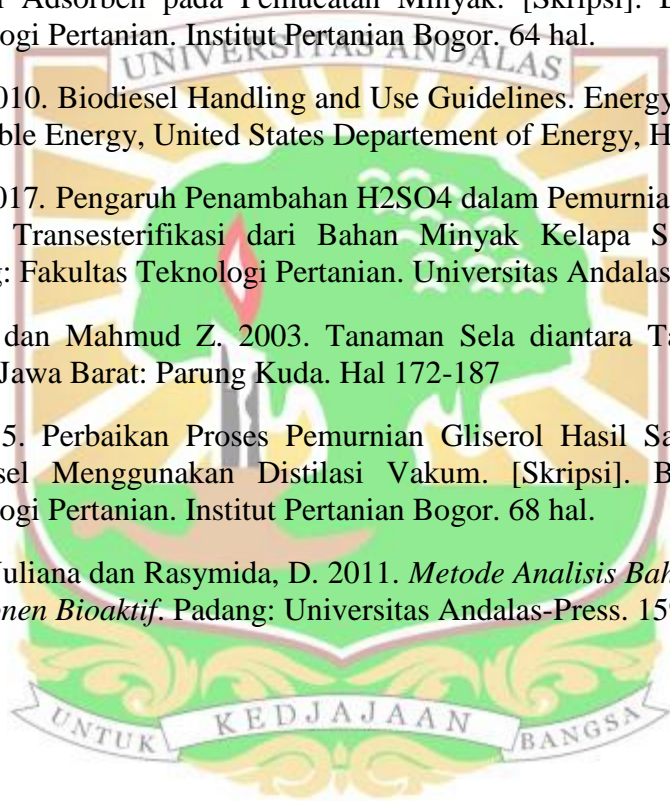 Adsorben pada Pemucatan Minyak. [Skripsi].
ogi Pertanian. Institut Pertanian Bogor. 64 hal.
UNIVERSITAS ANDALAS
010. Biodiesel Handling and Use Guidelines. Energy
ble Energy, United States Departement of Energy, H
017. Pengaruh Penambahan H2SO4 dalam Pemurnia
Transesterifikasi dari Bahan Minyak Kelapa S
g: Fakultas Teknologi Pertanian. Universitas Andalas
dan Mahmud Z. 2003. Tanaman Sela diantara Ta
Jawa Barat: Parung Kuda. Hal 172-187
5. Perbaikan Proses Pemurnian Gliserol Hasil Sa
sel Menggunakan Distilasi Vakum. [Skripsi]. B
ogi Pertanian. Institut Pertanian Bogor. 68 hal.
uliana dan Rasymida, D. 2011. Metode Analisis Bah
onen Bioaktif. Padang: Universitas Andalas-Press. 15
UNTUK KEDJAJAAN BANGSA